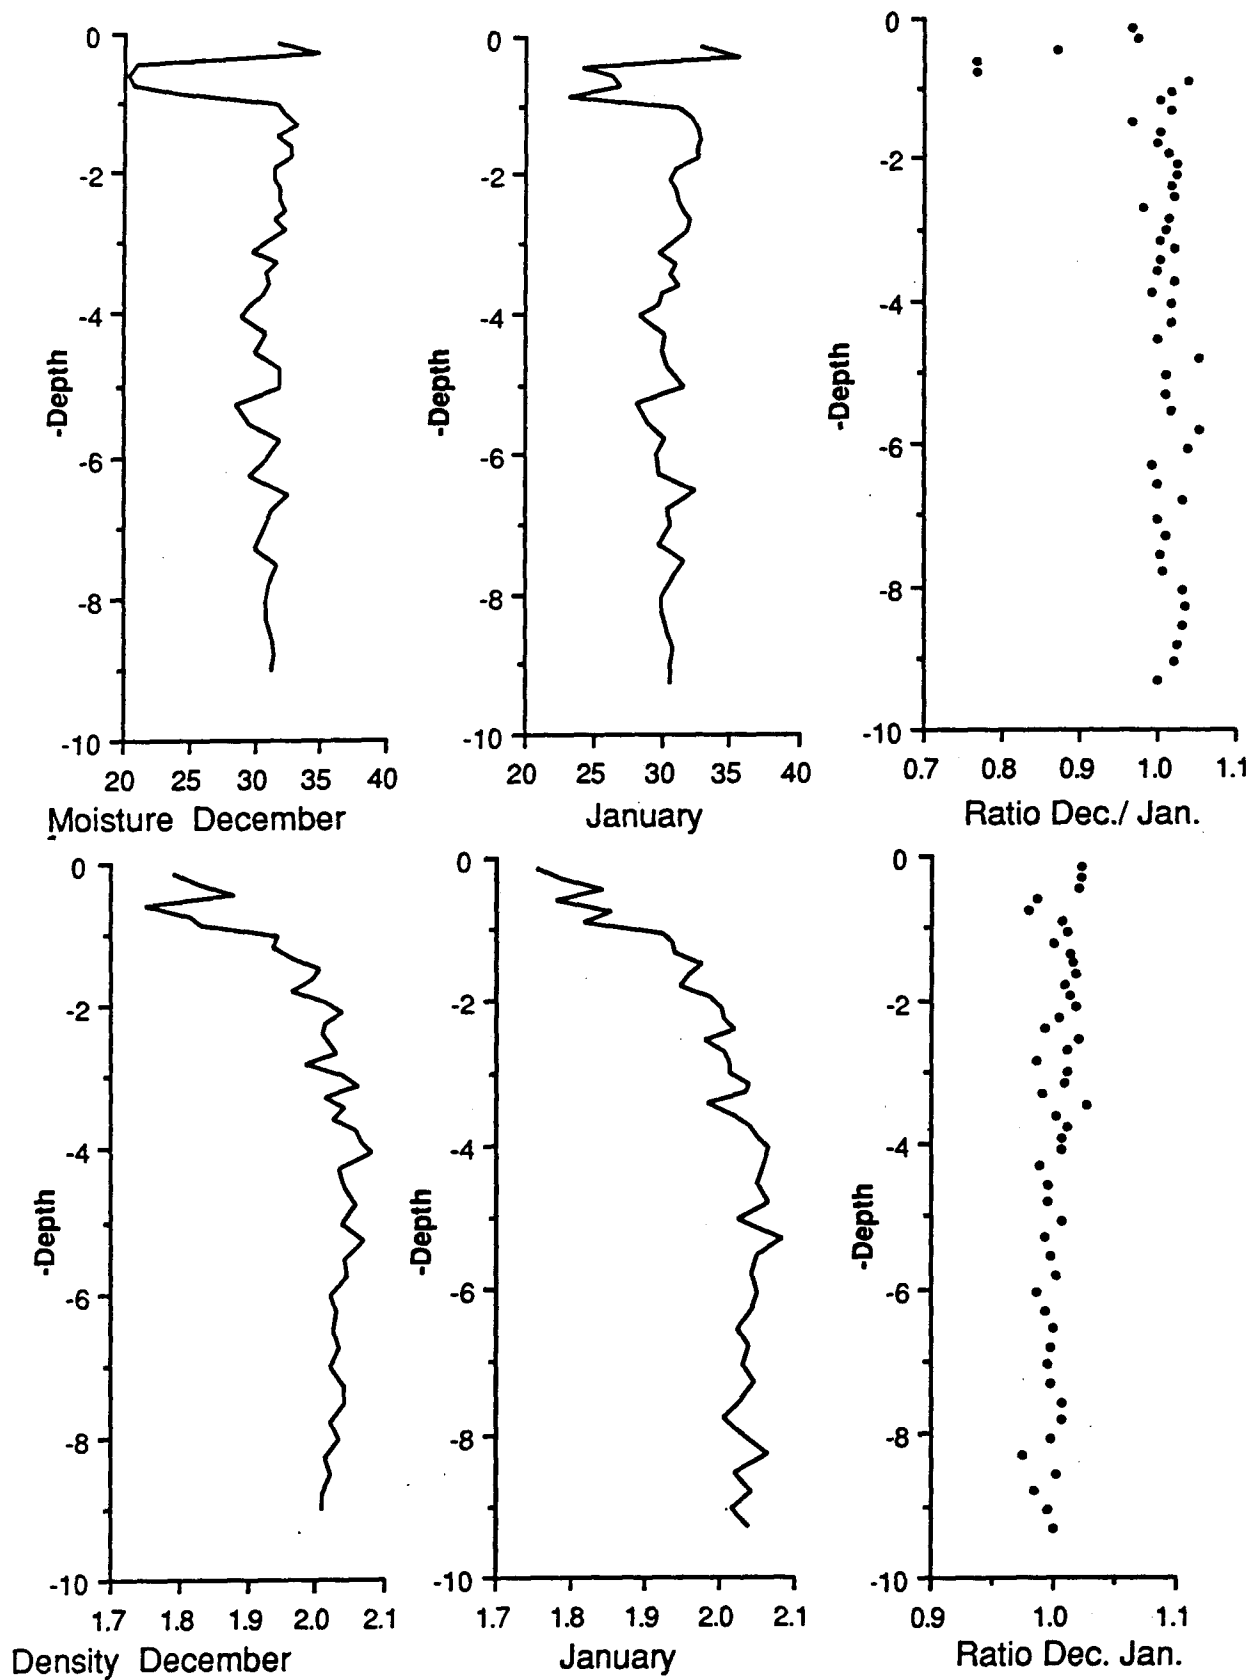 0
-2
-4
-6
-8
-10
-Depth
20 25 30 35 40
Moisture December
0
-2
-4
-6
-8
-10
-Depth
20 25 30 35 40
January
0
-2
-4
-6
-8
-10
-Depth
0.7 0.8 0.9 1.0 1.1
Ratio Dec./ Jan.
0
-2
-4
-6
-8
-10
-Depth
1.7 1.8 1.9 2.0 2.1
Density December
0
-2
-4
-6
-8
-10
-Depth
1.7 1.8 1.9 2.0 2.1
January
0
-2
-4
-6
-8
-10
-Depth
0.9 1.0 1.1
Ratio Dec. Jan.